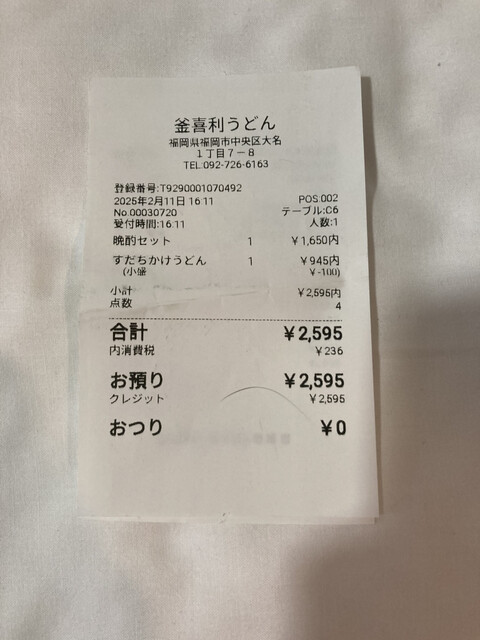 釜喜利うどん
福岡県福岡市中央区大名
1丁目7-8
TEL:092-726-6163
登録番号:T9290001070492
2025年2月11日 16:11 POS:002
No.00030720 テーブル:C6
受付時間:16:11 人数:1
晩酌セット 1 ¥1,650内
すだちかけうどん 1 ¥945内
(小盛 ¥-100)
小計 ¥2,595内
点数 4
合計 ¥2,595
内消費税 ¥236
お預り ¥2,595
クレジット ¥2,595
おつり ¥0